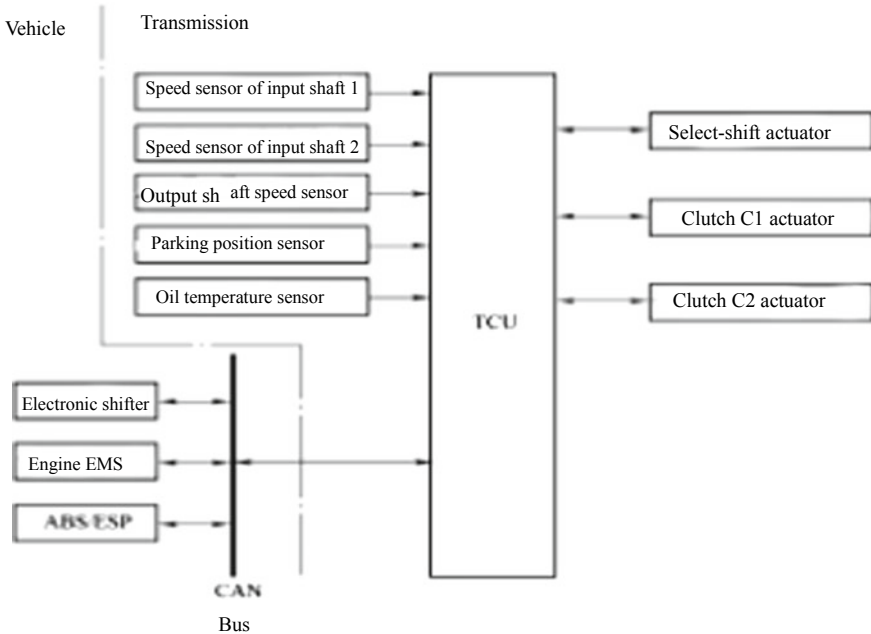 Vehicle
Transmission
Speed sensor of input shaft 1
Speed sensor of input shaft 2
Output sh aft speed sensor
Parking position sensor
Oil temperature sensor
TCU
Select-shift actuator
Clutch C1 actuator
Clutch C2 actuator
Electronic shifter
Engine EMS
ABS/ESP
CAN
Bus